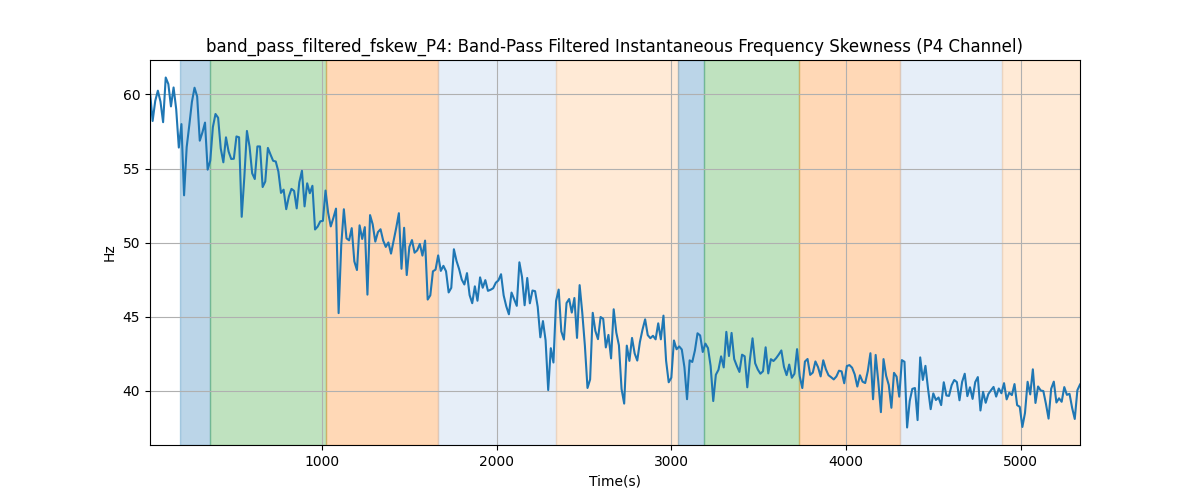 band_pass_filtered_fskew_P4: Band-Pass Filtered Instantaneous Frequency Skewness (P4 Channel)
60
55
50
45
40
Hz
1000 2000 3000 4000 5000
Time(s)